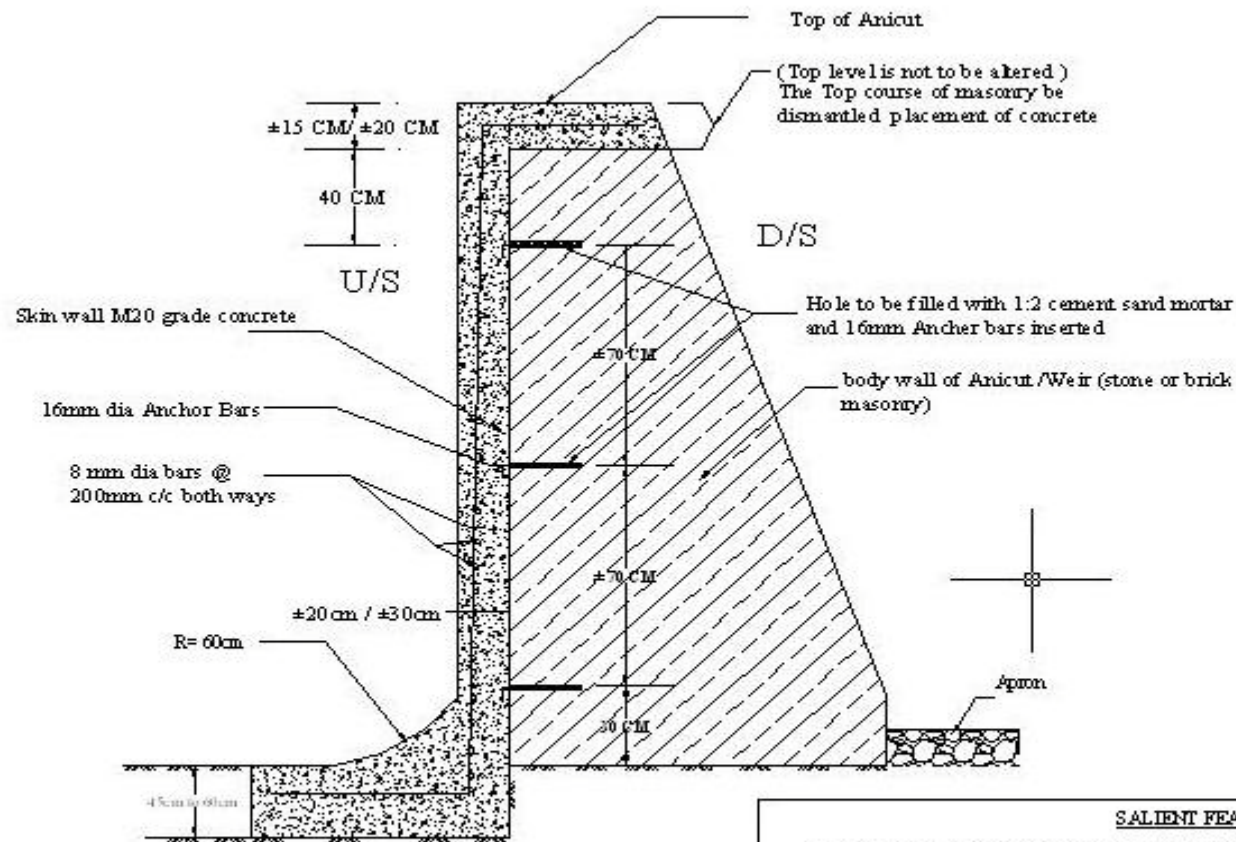 Top of Anicut
( Top level is not to be altered )
The Top course of masonry be
dismantled placement of concrete
±15 CM/ ±20 CM
40 CM
D/S
U/S
Hole to be filled with 1:2 cement sand mortar
and 16mm Ancher bars inserted
Skin wall M20 grade concrete
±70 CM
body wall of Anicut /Weir (stone or brick
masonry)
16mm dia Anchor Bars
8 mm dia bars @
200mm c/c both ways
±70 CM
±20cm / ±30cm
R= 60cm
Apron
30 CM
45cm to 60cm
SALIENT FEA